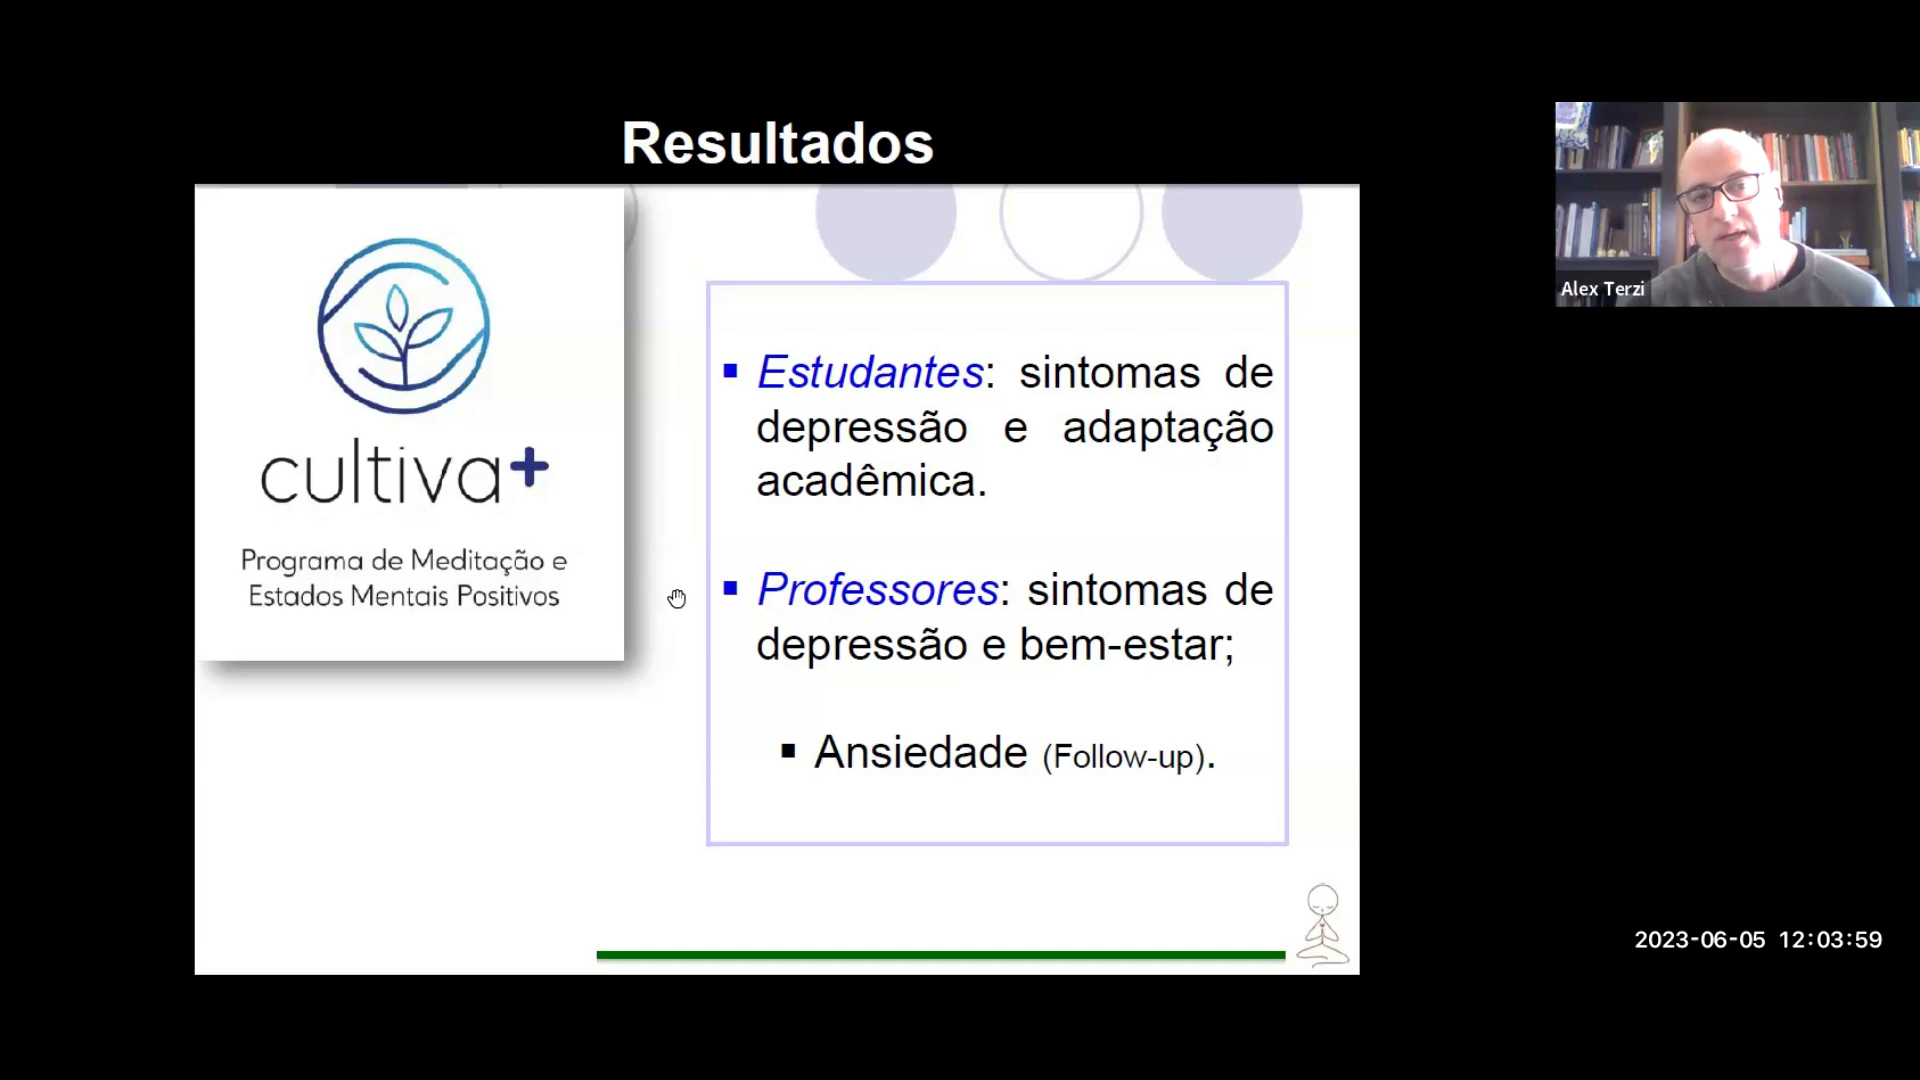 Resultados
cultiva+
Programa de Meditação e
Estados Mentais Positivos
▪ Estudantes: sintomas de
depressão e adaptação
acadêmica.
▪ Professores: sintomas de
depressão e bem-estar;
▪ Ansiedade (Follow-up).
Alex Terzi
2023-06-05 12:03:59